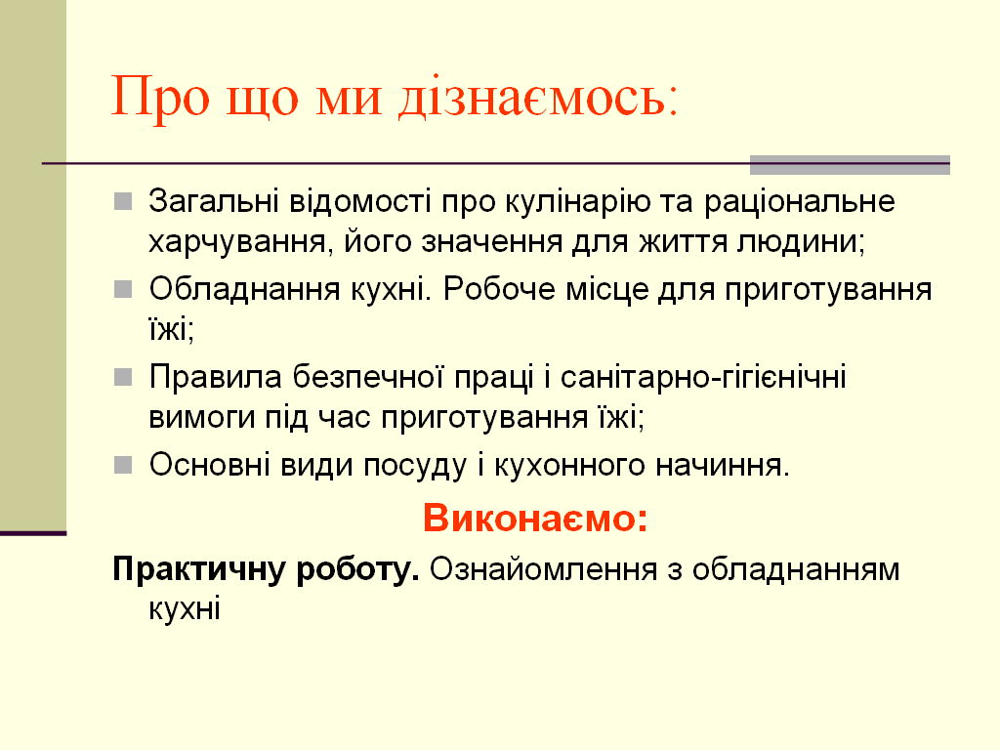 Про що ми дізнаємось:
Загальні відомості про кулінарію та раціональне
харчування, його значення для життя людини;
Обладнання кухні. Робоче місце для приготування
їжі;
Правила безпечної праці і санітарно-гігієнічні
вимоги під час приготування їжі;
Основні види посуду і кухонного начиння.
Виконаємо:
Практичну роботу. Ознайомлення з обладнанням
кухні